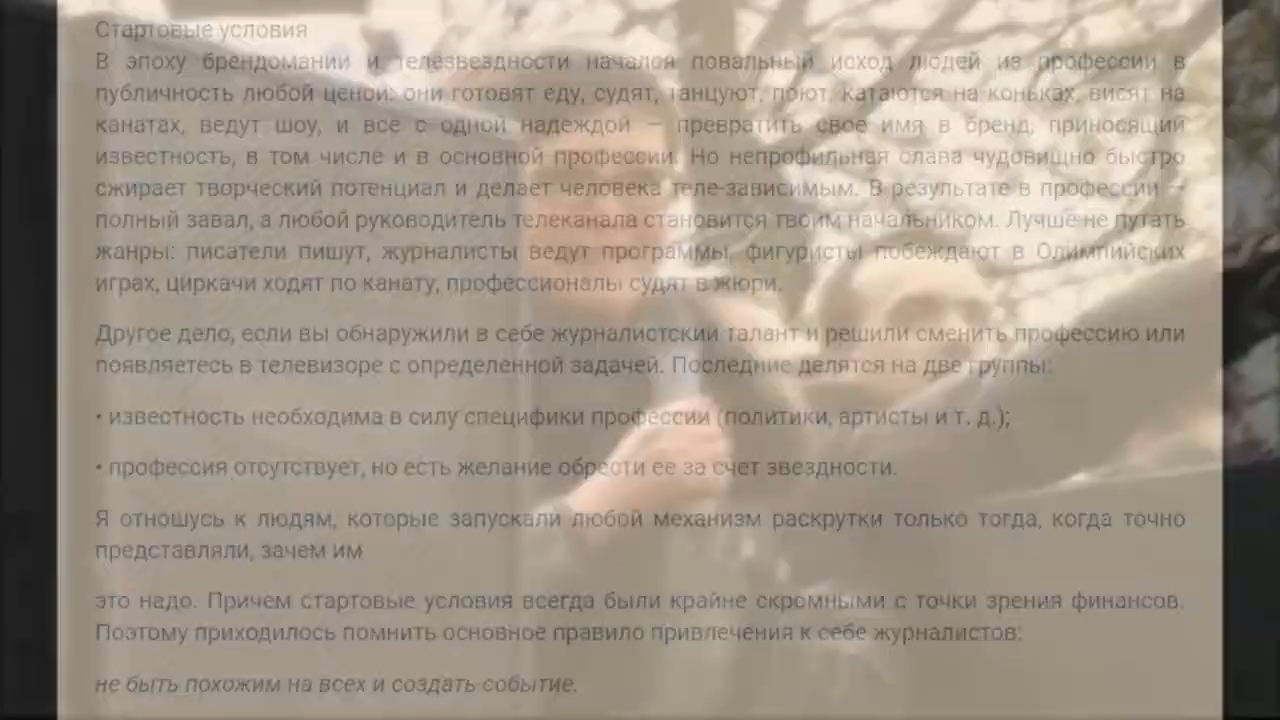 Стартовые условия
В эпоху брендомании и телезвездности начался повальный исход людей из профессии в
публичность любой ценой: они готовят еду, судят, танцуют, поют, катаются на коньках, висят на
канатах, ведут шоу, и все с одной надеждой — превратить свое имя в бренд, приносящий
известность, в том числе и в основной профессии. Но непрофильная слава чудовищно быстро
сжирает творческий потенциал и делает человека теле-зависимым. В результате в профессии —
полный завал, а любой руководитель телеканала становится твоим начальником. Лучше не путать
жанры: писатели пишут, журналисты ведут программы, фигуристы побеждают в Олимпийских
играх, циркачи ходят по канату, профессионалы судят в жюри.
Другое дело, если вы обнаружили в себе журналистский талант и решили сменить профессию или
появляетесь в телевизоре с определенной задачей. Последние делятся на две группы:
• известность необходима в силу специфики профессии (политики, артисты и т. д.);
• профессия отсутствует, но есть желание обрести ее за счет звездности.
Я отношусь к людям, которые запускали любой механизм раскрутки только тогда, когда точно
представляли, зачем им
это надо. Причем стартовые условия всегда были крайне скромными с точки зрения финансов.
Поэтому приходилось помнить основное правило привлечения к себе журналистов:
не быть похожим на всех и создать событие.